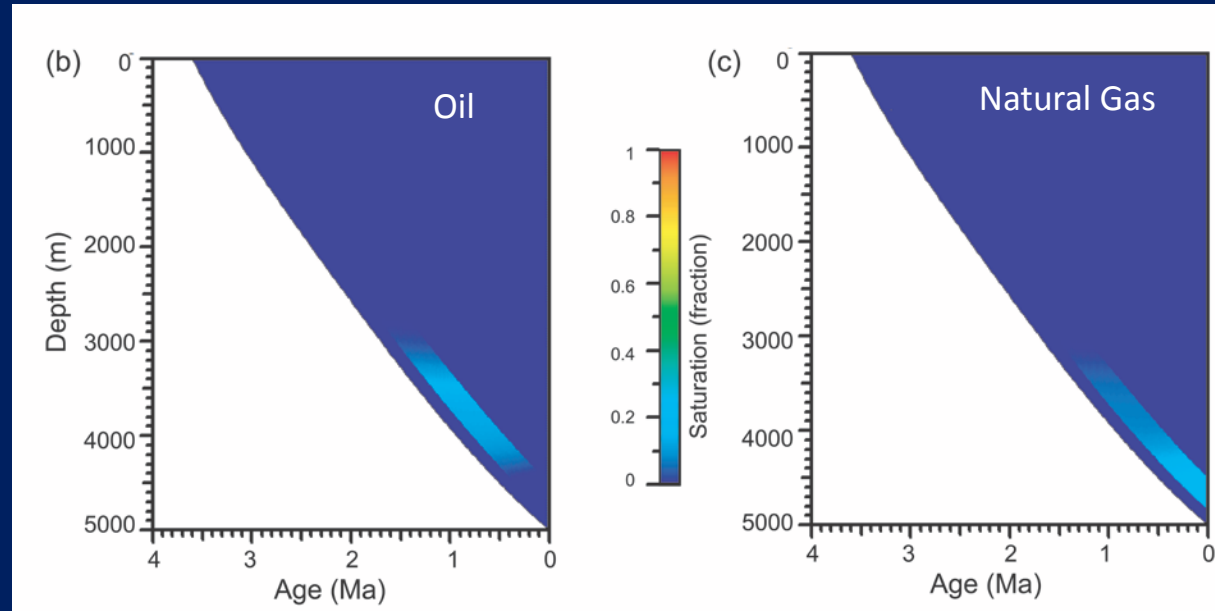 (b)
Oil
0
1000
2000
3000
4000
5000
Depth (m)
4 3 2 1 0
Age (Ma)
1
0.8
0.6
0.4
0.2
0
Saturation (fraction)
(c)
Natural Gas
0
1000
2000
3000
4000
5000
4 3 2 1 0
Age (Ma)